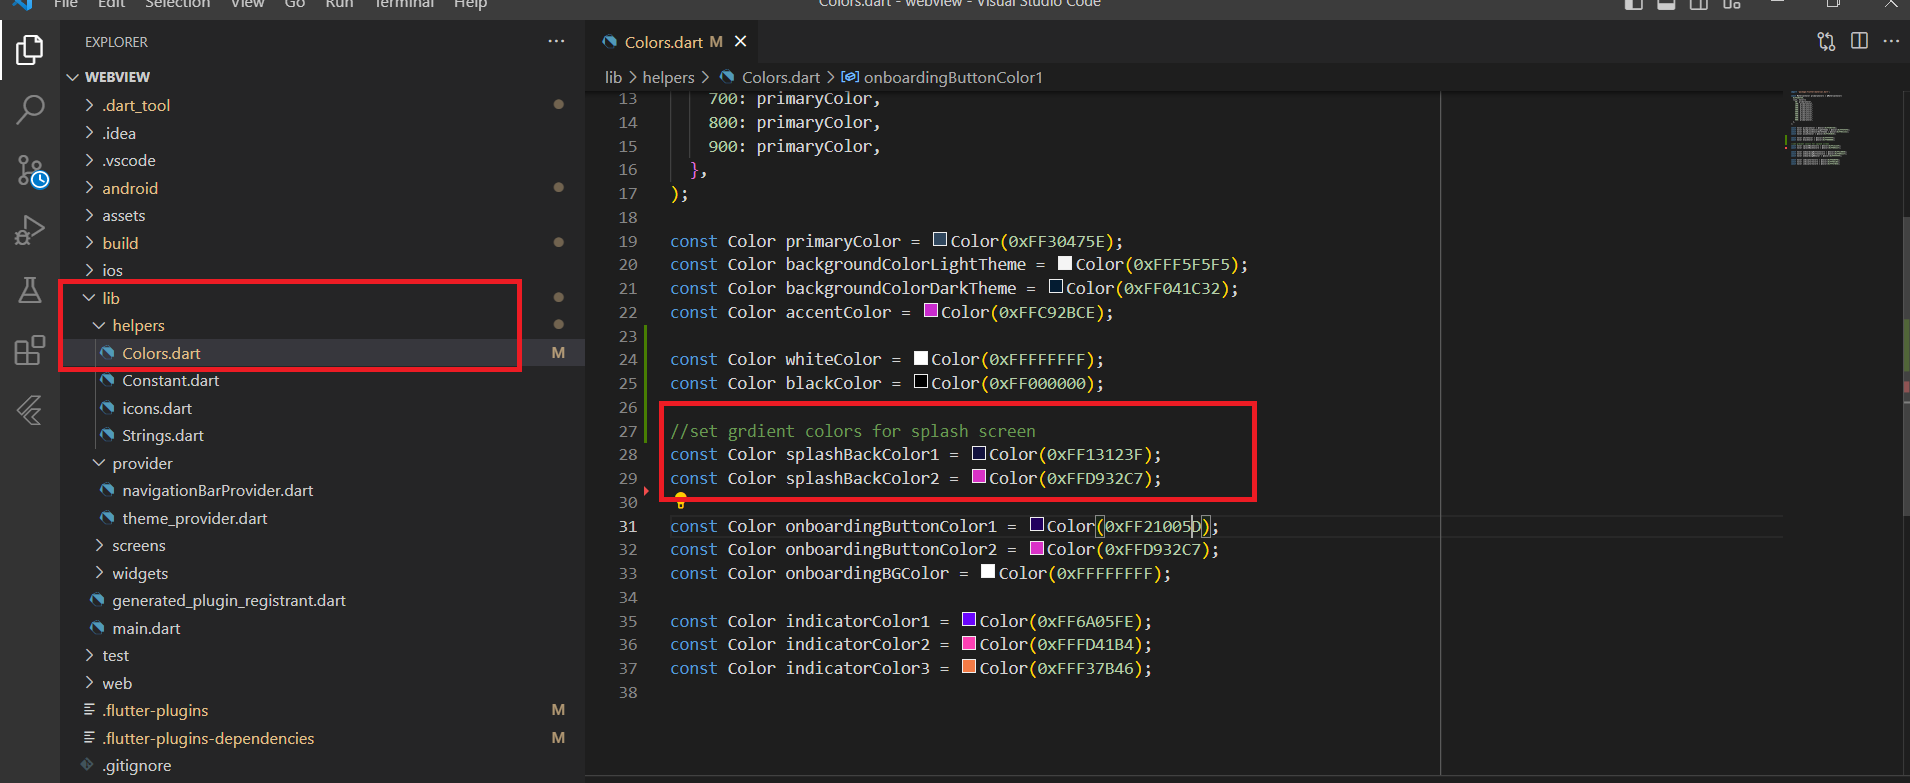 File Edit Selection View Go Run Terminal Help
Colors.dart - webview - Visual Studio Code
EXPLORER
WEBVIEW
.dart_tool
.idea
.vscode
android
assets
build
ios
lib
helpers
Colors.dart M
Constant.dart
icons.dart
Strings.dart
provider
navigationBarProvider.dart
theme_provider.dart
screens
widgets
generated_plugin_registrant.dart
main.dart
test
web
.flutter-plugins M
.flutter-plugins-dependencies M
.gitignore
Colors.dart M
lib > helpers > Colors.dart > onboardingButtonColor1
13 700: primaryColor,
14 800: primaryColor,
15 900: primaryColor,
16 },
17 );
18
19 const Color primaryColor = Color(0xFF30475E);
20 const Color backgroundColorLightTheme = Color(0xFFF5F5F5);
21 const Color backgroundColorDarkTheme = Color(0xFF041C32);
22 const Color accentColor = Color(0xFFC92BCE);
23
24 const Color whiteColor = Color(0xFFFFFFFF);
25 const Color blackColor = Color(0xFF000000);
26
27 //set grdient colors for splash screen
28 const Color splashBackColor1 = Color(0xFF13123F);
29 const Color splashBackColor2 = Color(0xFFD932C7);
30
31 const Color onboardingButtonColor1 = Color(0xFF21005D);
32 const Color onboardingButtonColor2 = Color(0xFFD932C7);
33 const Color onboardingBGColor = Color(0xFFFFFFFF);
34
35 const Color indicatorColor1 = Color(0xFF6A05FE);
36 const Color indicatorColor2 = Color(0xFFFD41B4);
37 const Color indicatorColor3 = Color(0xFFF37B46);
38